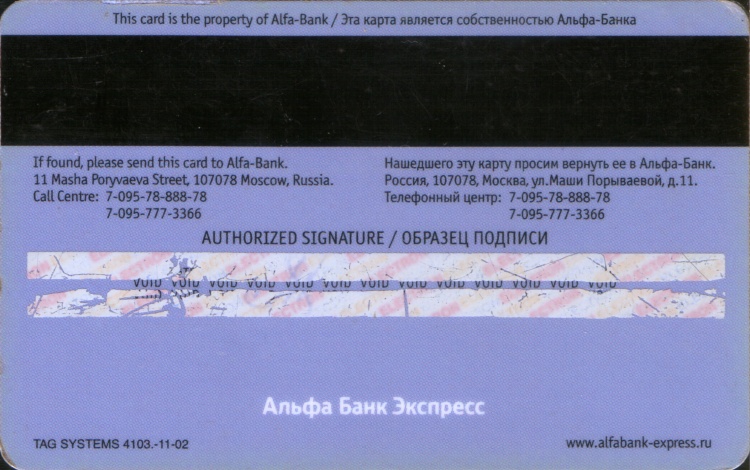 This card is the property of Alfa-Bank / Эта карта является собственностью Альфа-Банка
If found, please send this card to Alfa-Bank.
11 Masha Poryvaeva Street, 107078 Moscow, Russia.
Call Centre: 7-095-78-888-78
7-095-777-3366
Нашедшего эту карту просим вернуть ее в Альфа-Банк.
Россия, 107078, Москва, ул.Маши Порываевой, д.11.
Телефонный центр: 7-095-78-888-78
7-095-777-3366
AUTHORIZED SIGNATURE / ОБРАЗЕЦ ПОДПИСИ
VOID VOID VOID VOID VOID VOID VOID VOID VOID VOID VOID VOID VOID
Альфа Банк Экспресс
TAG SYSTEMS 4103.-11-02
www.alfabank-express.ru